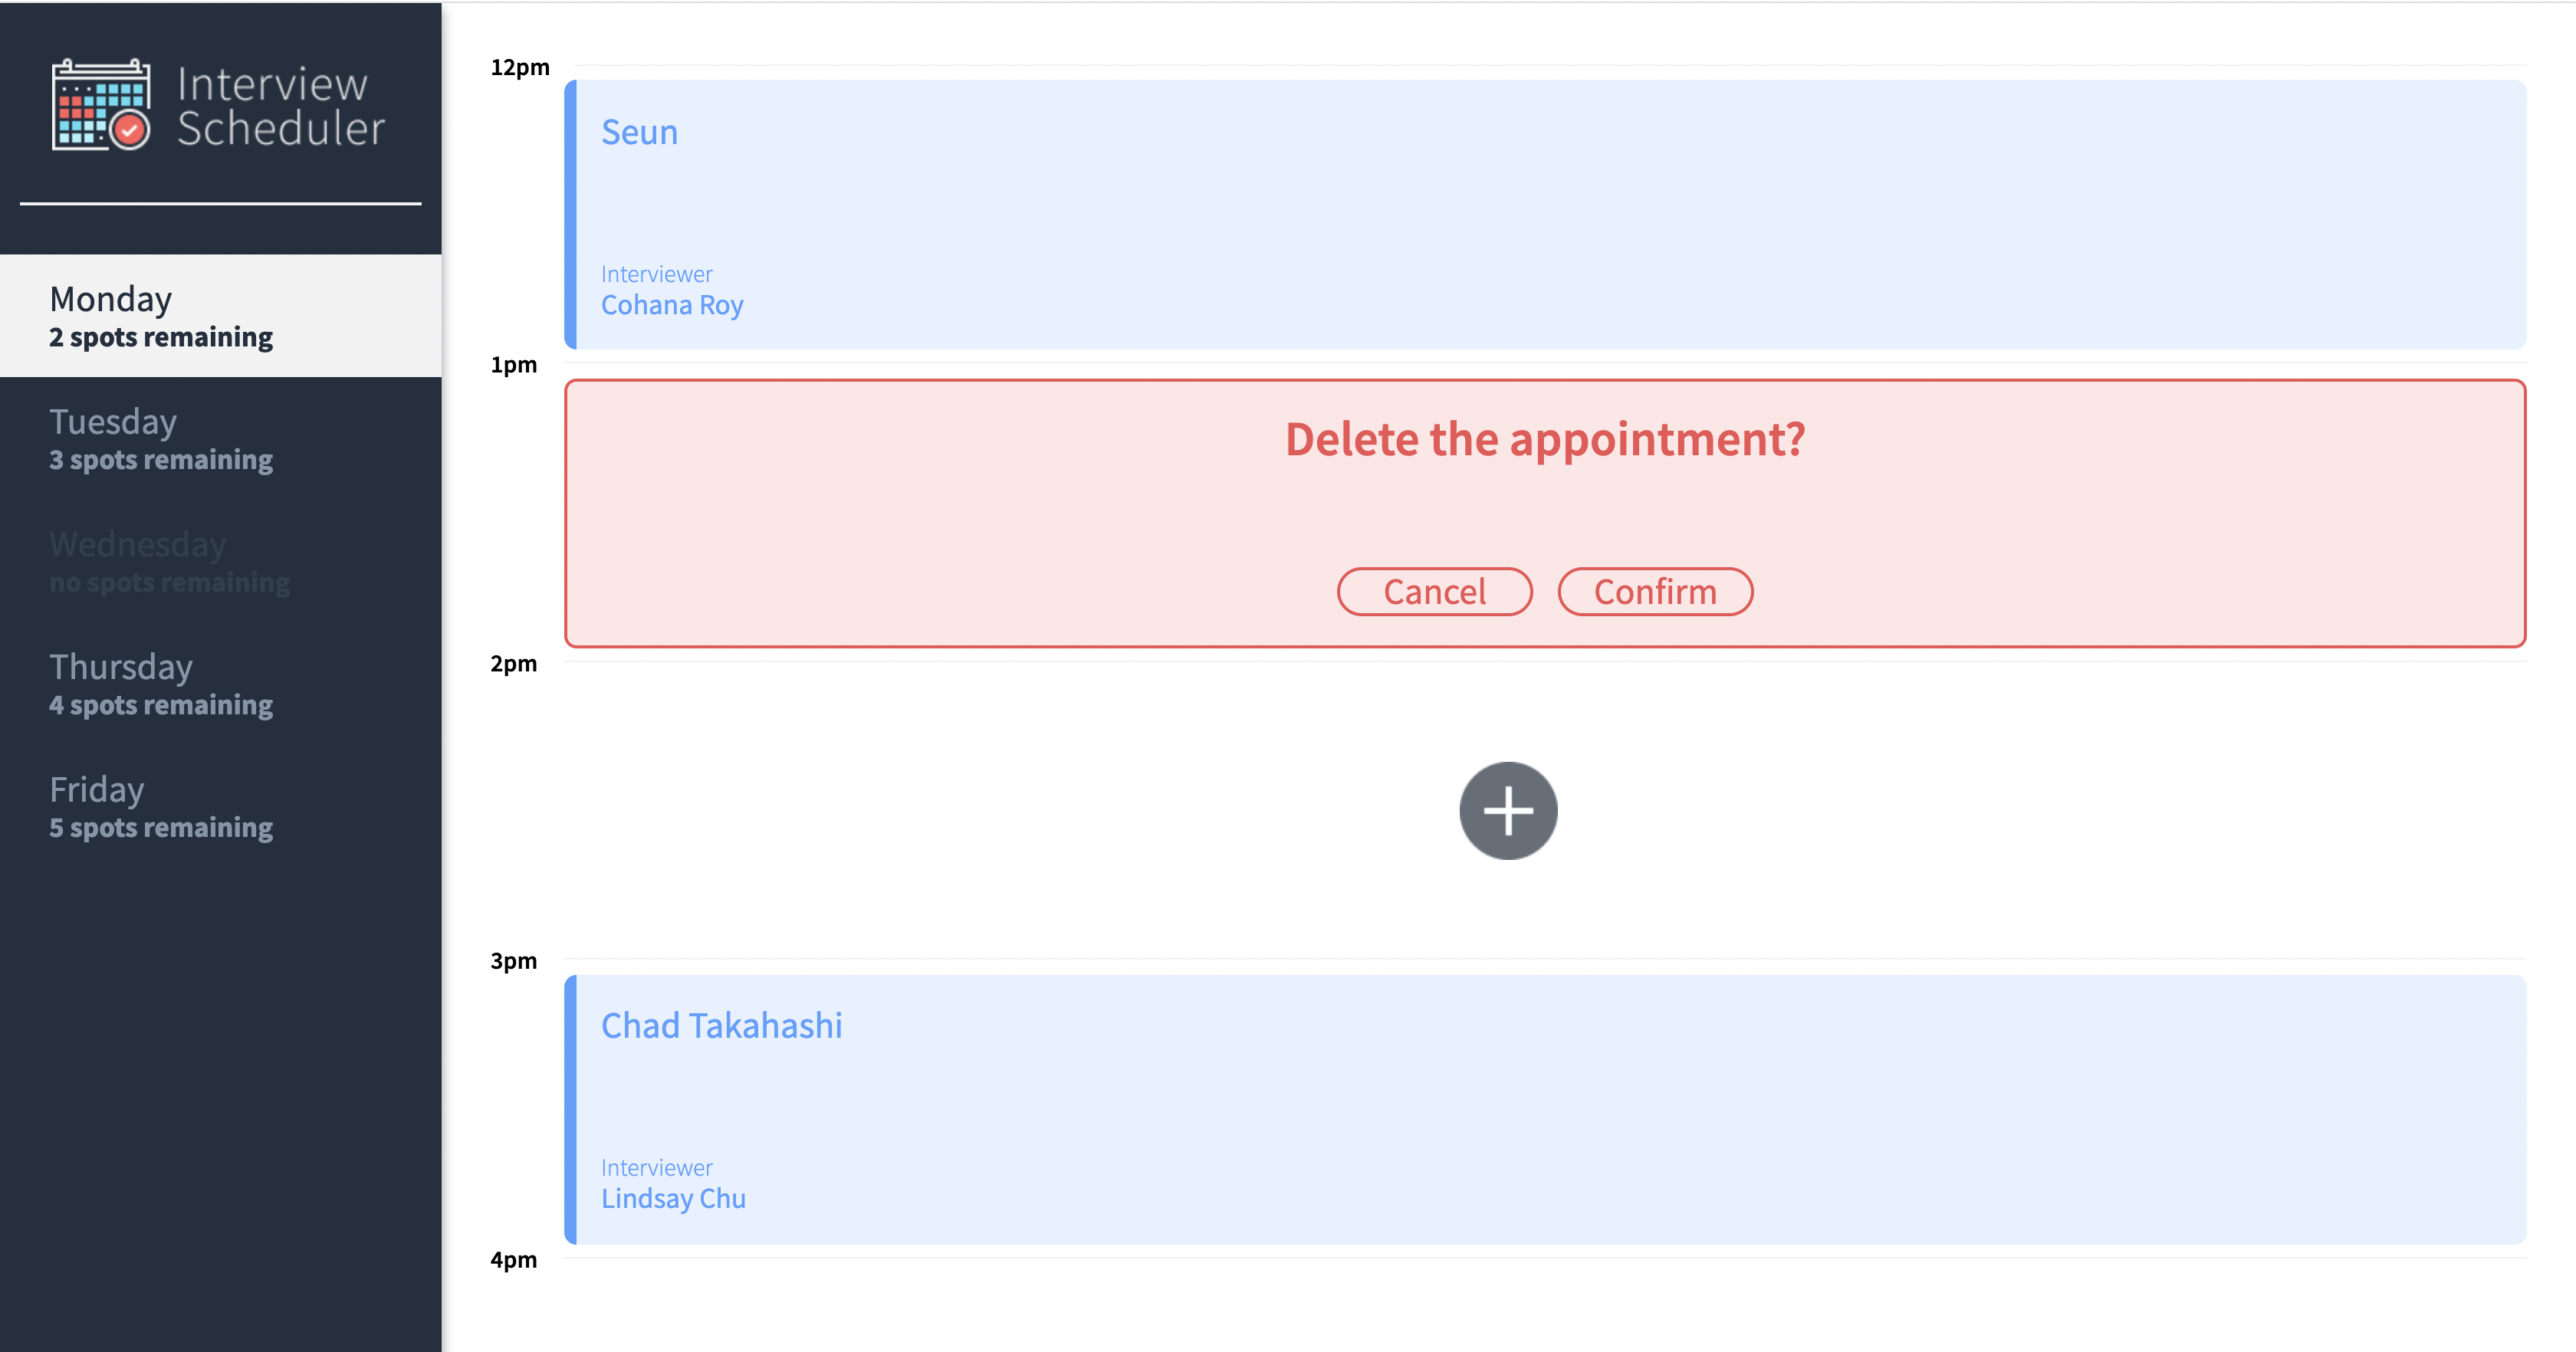 Interview
Scheduler
Monday
2 spots remaining
Tuesday
3 spots remaining
Wednesday
no spots remaining
Thursday
4 spots remaining
Friday
5 spots remaining
12pm
Seun
Interviewer
Cohana Roy
1pm
Delete the appointment?
Cancel Confirm
2pm
3pm
Chad Takahashi
Interviewer
Lindsay Chu
4pm